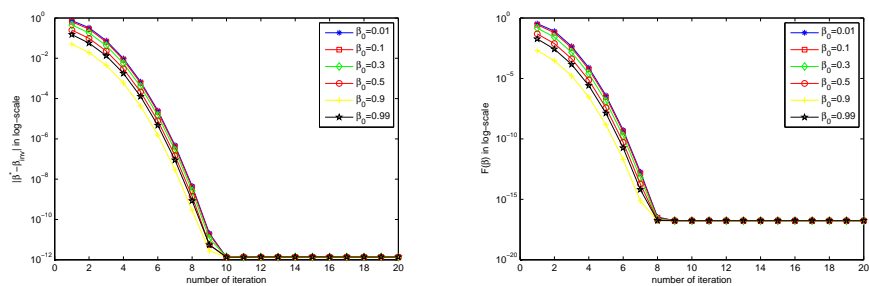 10^0
10^-2
10^-4
10^-6
10^-8
10^-10
10^-12
|β*−β_inv| in log−scale
0 2 4 6 8 10 12 14 16 18 20
number of iteration
β_0=0.01
β_0=0.1
β_0=0.3
β_0=0.5
β_0=0.9
β_0=0.99
10^0
10^-5
10^-10
10^-15
10^-20
F(β) in log−scale
0 2 4 6 8 10 12 14 16 18 20
number of iteration
β_0=0.01
β_0=0.1
β_0=0.3
β_0=0.5
β_0=0.9
β_0=0.99